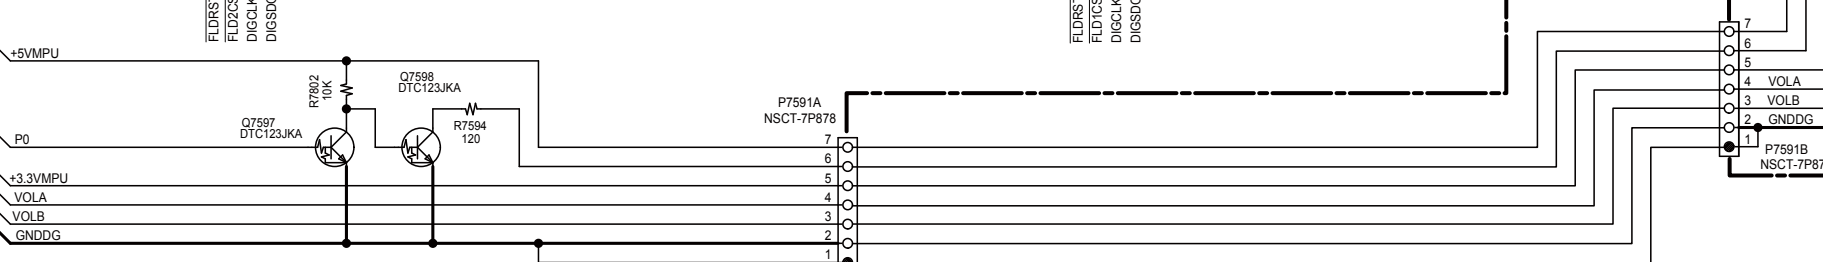 FLDRS
FLD2CS
DIGCLK
DIGSDO
FLDRS
FLD1CS
DIGCLK
DIGSDO
+5VMPU
R7802
10K
Q7598
DTC123JKA
Q7597
DTC123JKA
R7594
120
P0
+3.3VMPU
VOLA
VOLB
GNDDG
P7591A
NSCT-7P878
7
6
5
4
3
2
1
7
6
5
4 VOLA
3 VOLB
2 GNDDG
1
P7591B
NSCT-7P87